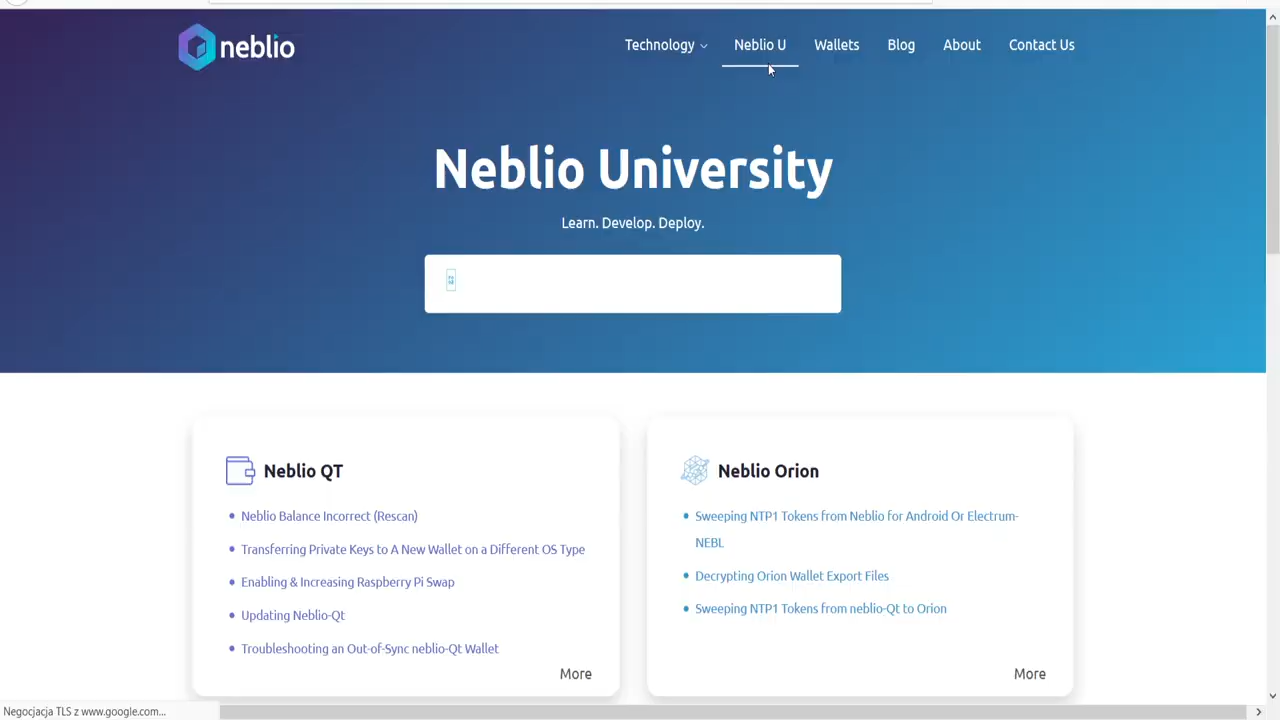 neblio
Technology
Neblio U
Wallets
Blog
About
Contact Us
Neblio University
Learn. Develop. Deploy.
Neblio QT
Neblio Balance Incorrect (Rescan)
Transferring Private Keys to A New Wallet on a Different OS Type
Enabling & Increasing Raspberry Pi Swap
Updating Neblio-Qt
Troubleshooting an Out-of-Sync neblio-Qt Wallet
More
Neblio Orion
Sweeping NTP1 Tokens from Neblio for Android Or Electrum-
NEBL
Decrypting Orion Wallet Export Files
Sweeping NTP1 Tokens from neblio-Qt to Orion
More
Negocjacja TLS z www.google.com...